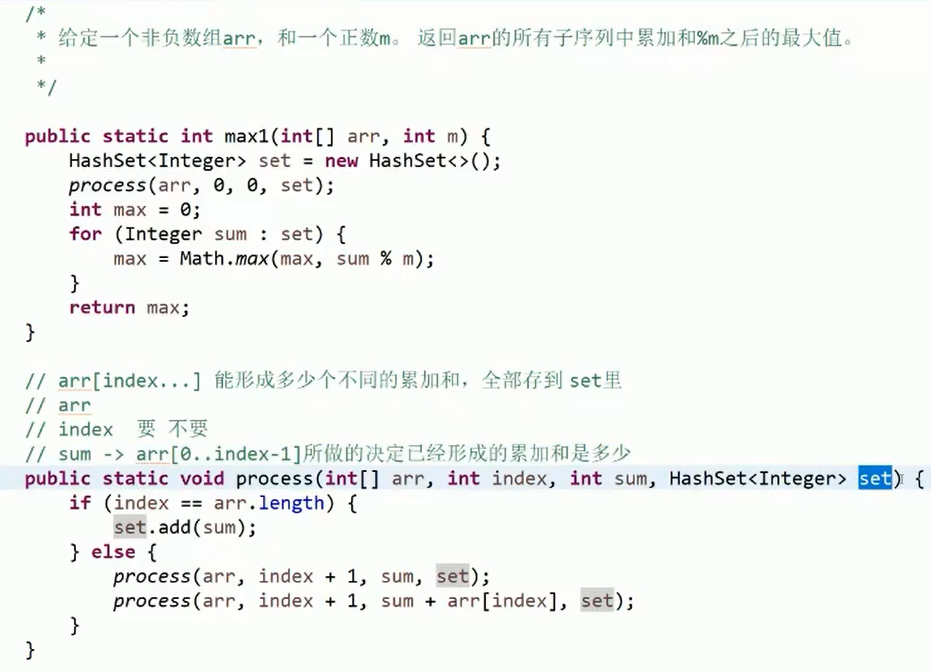 /*
 * 给定一个非负数组arr，和一个正数m。 返回arr的所有子序列中累加和%m之后的最大值。
 *
 */
public static int max1(int[] arr, int m) {
    HashSet<Integer> set = new HashSet<>();
    process(arr, 0, 0, set);
    int max = 0;
    for (Integer sum : set) {
        max = Math.max(max, sum % m);
    }
    return max;
}
// arr[index...] 能形成多少个不同的累加和，全部存到 set里
// arr
// index  要 不要
// sum -> arr[0..index-1]所做的决定已经形成的累加和是多少
public static void process(int[] arr, int index, int sum, HashSet<Integer> set) {
    if (index == arr.length) {
        set.add(sum);
    } else {
        process(arr, index + 1, sum, set);
        process(arr, index + 1, sum + arr[index], set);
    }
}